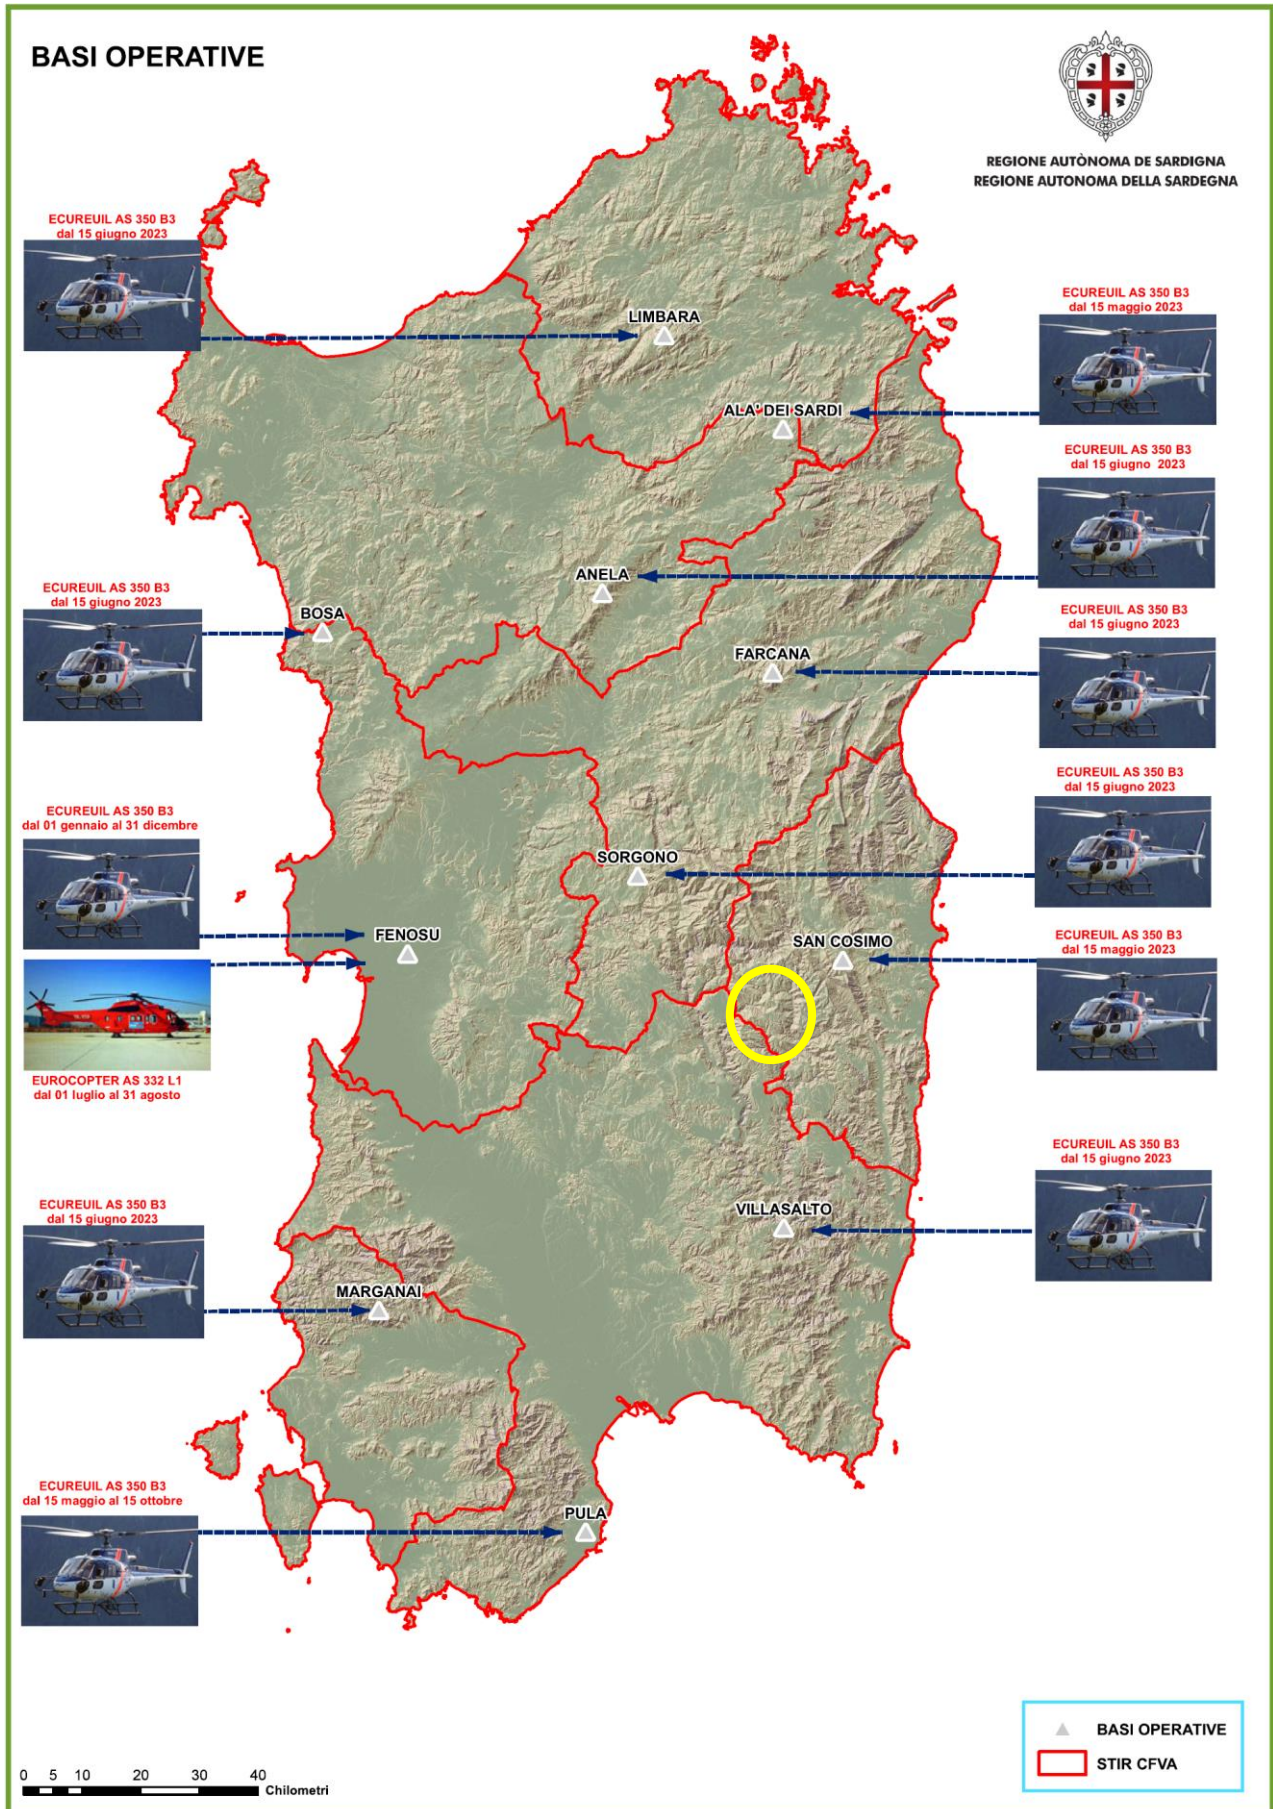 BASI OPERATIVE
REGIONE AUTÒNOMA DE SARDIGNA
REGIONE AUTONOMA DELLA SARDEGNA
ECUREUIL AS 350 B3
dal 15 giugno 2023
LIMBARA
ECUREUIL AS 350 B3
dal 15 maggio 2023
ALA' DEI SARDI
ECUREUIL AS 350 B3
dal 15 giugno 2023
ANELA
ECUREUIL AS 350 B3
dal 15 giugno 2023
BOSA
ECUREUIL AS 350 B3
dal 15 giugno 2023
FARCANA
ECUREUIL AS 350 B3
dal 15 giugno 2023
SORGONO
ECUREUIL AS 350 B3
dal 01 gennaio al 31 dicembre
FENOSU
EUROCOPTER AS 332 L1
dal 01 luglio al 31 agosto
ECUREUIL AS 350 B3
dal 15 maggio 2023
SAN COSIMO
ECUREUIL AS 350 B3
dal 15 giugno 2023
VILLASALTO
ECUREUIL AS 350 B3
dal 15 giugno 2023
MARGANAI
ECUREUIL AS 350 B3
dal 15 maggio al 15 ottobre
PULA
BASI OPERATIVE
STIR CFVA
0 5 10 20 30 40
Chilometri